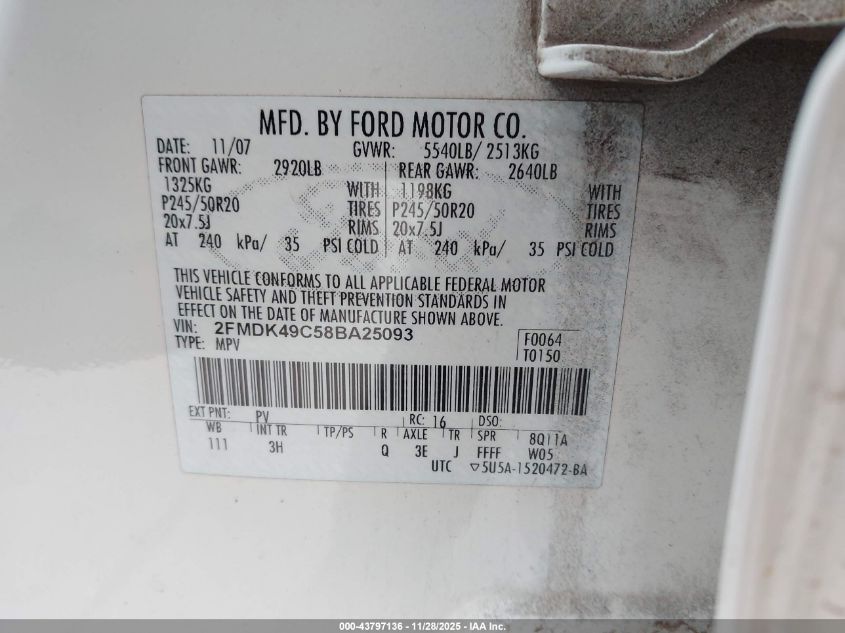 MFD. BY FORD MOTOR CO.
DATE: 11/07 GVWR: 5540LB/ 2513KG
FRONT GAWR: 2920LB REAR GAWR: 2640LB
1325KG WITH 1198KG WITH
P245/50R20 TIRES P245/50R20 TIRES
20x7.5J RIMS 20x7.5J RIMS
AT 240 kPa/ 35 PSI COLD AT 240 kPa/ 35 PSI COLD
THIS VEHICLE CONFORMS TO ALL APPLICABLE FEDERAL MOTOR
VEHICLE SAFETY AND THEFT PREVENTION STANDARDS IN
EFFECT ON THE DATE OF MANUFACTURE SHOWN ABOVE.
VIN: 2FMDK49C58BA25093 F0064
TYPE: MPV T0150
EXT PNT: PV RC: 16 DSO:
WB INT TR TP/PS R AXLE TR SPR 8Q11A
111 3H Q 3E J FFFF W05
UTC ▽5U5A-1520472-BA
000-43797136 - 11/28/2025 - IAA Inc.